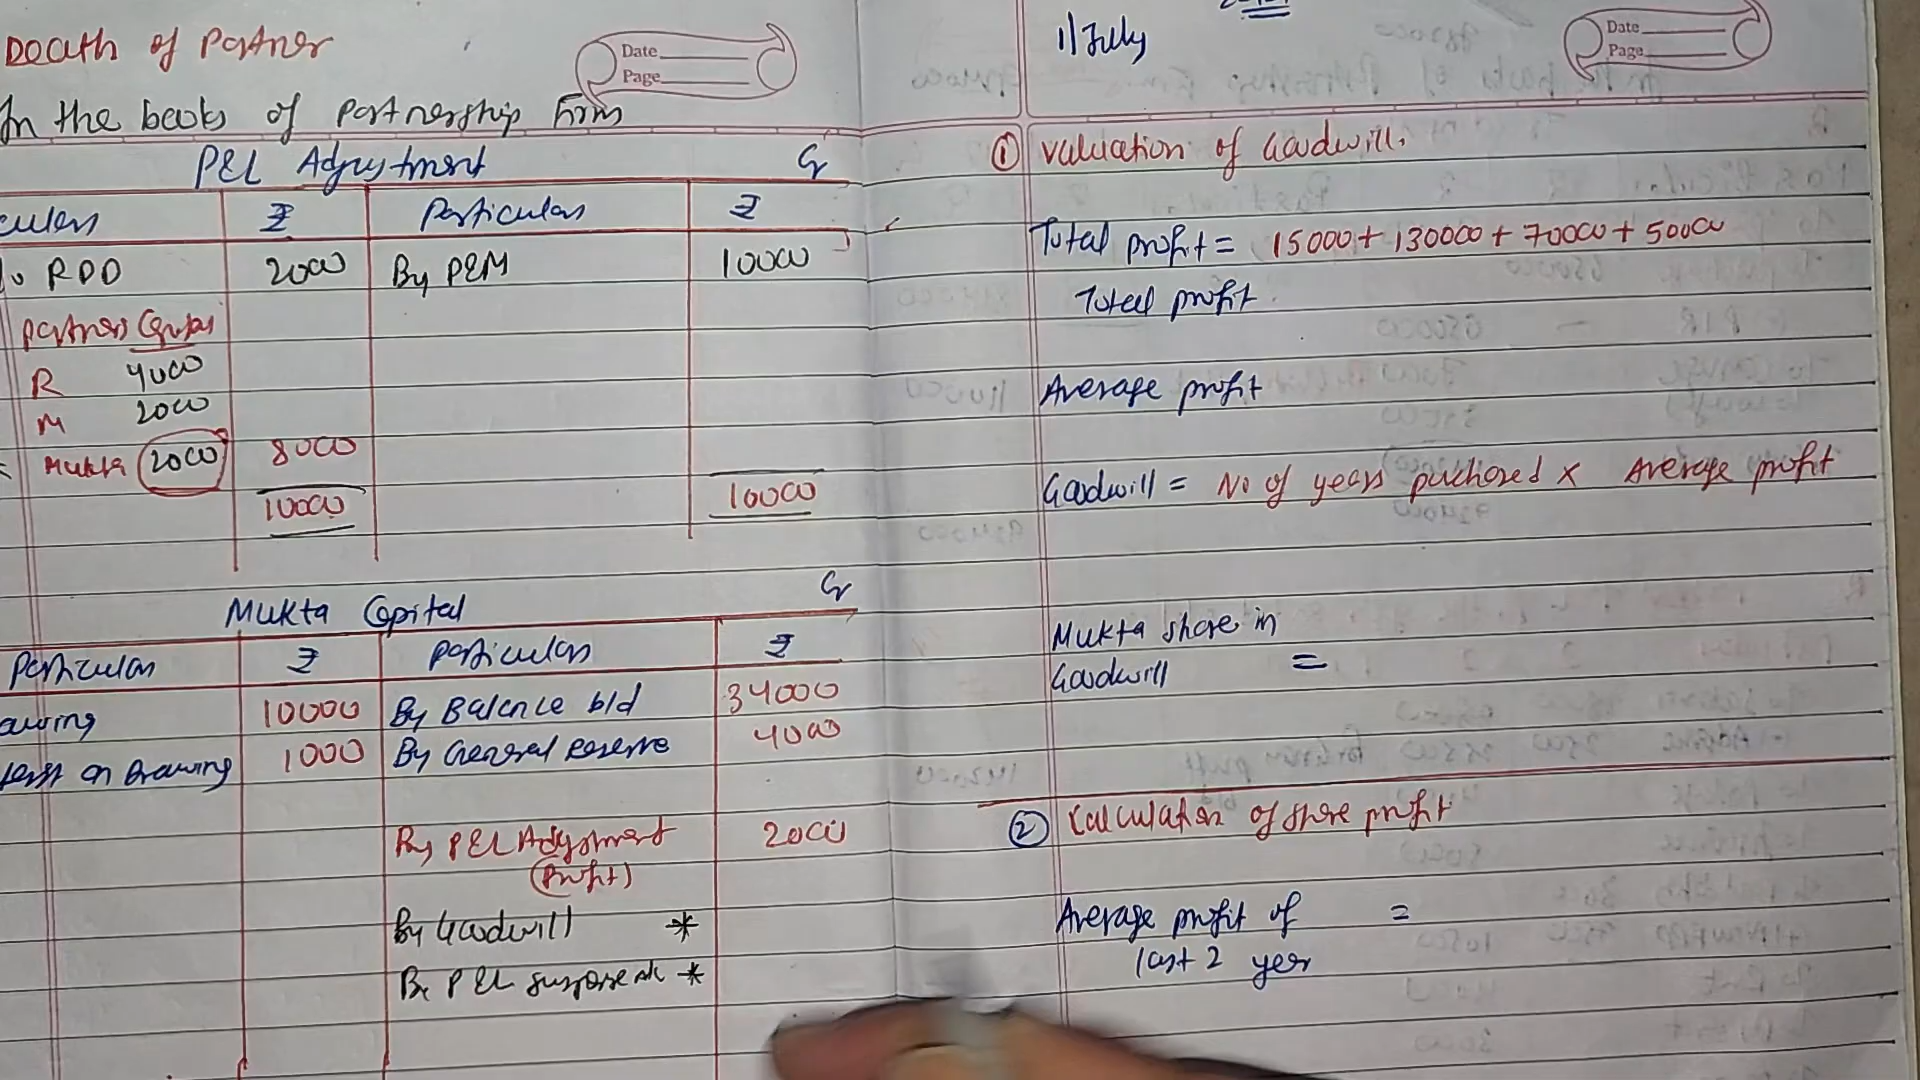 Death of Partner
Date
Page
In the books of Partnership Firm
P&L Adjustment
Cr
culars
₹
Particulars
₹
To RDD
2000
By P&M
10000
Partners Capital
R 4000
M 2000
Mukta 2000
8000
10000
10000
Mukta Capital
Cr
Particulars
₹
Particulars
₹
awing
10000
By Balance b/d
34000
rest on Drawing
1000
By General Reserve
4000
By P&L Adjustment
2000
(Profit)
By Goodwill *
By P&L suspense a/c *
1/July
Date
Page
① Valuation of Goodwill.
Total profit = 15000 + 130000 + 70000 + 50000
Total profit
Average profit
Goodwill = No of years purchased × Average profit
Mukta share in
Goodwill =
② Calculation of share profit
Average profit of =
last 2 year